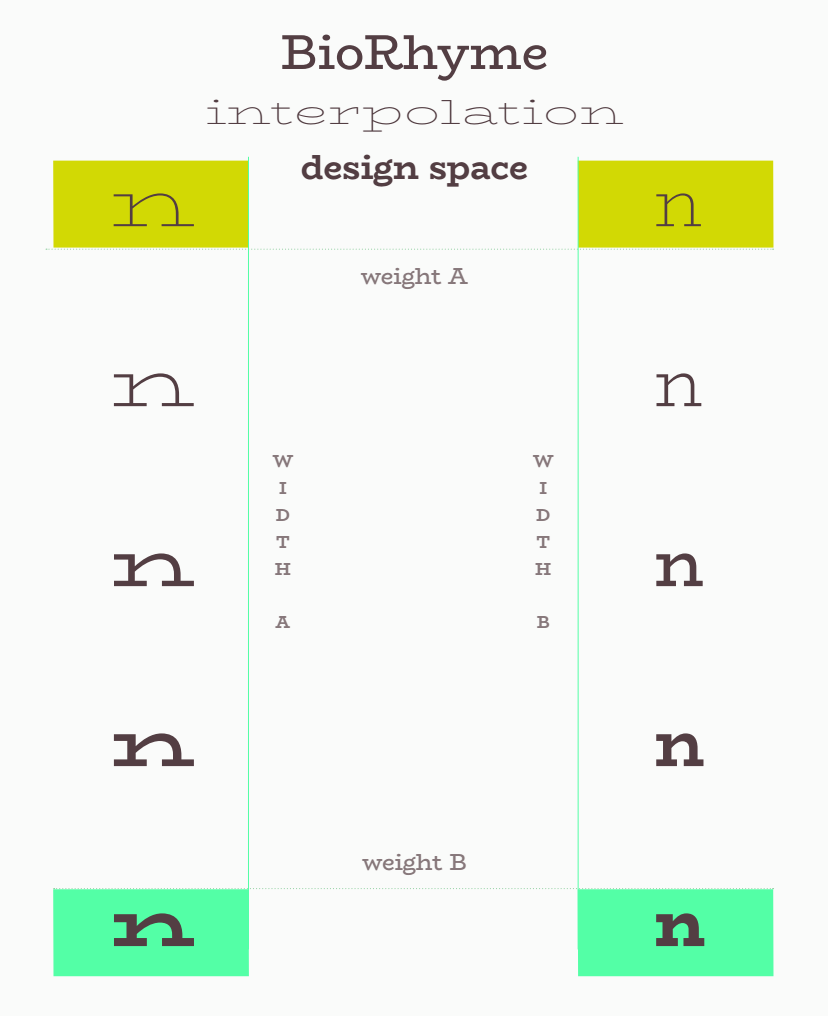 BioRhyme
interpolation
design space
n n
weight A
n n
WIDTH A
WIDTH B
n n
n n
weight B
n n